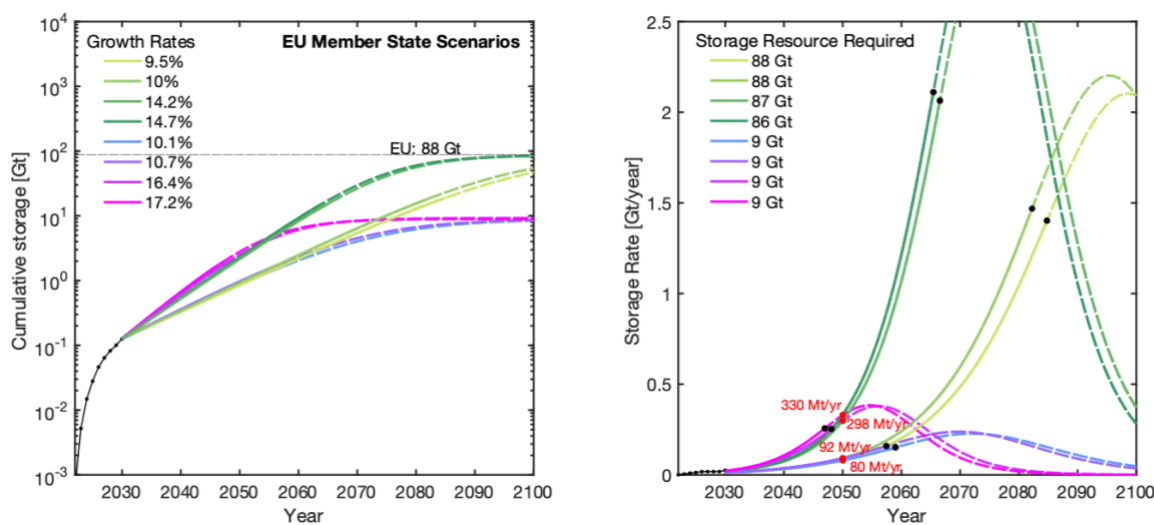 EU Member State Scenarios
Growth Rates
9.5%
10%
14.2%
14.7%
10.1%
10.7%
16.4%
17.2%
EU: 88 Gt
Cumulative storage [Gt]
10^4
10^3
10^2
10^1
10^0
10^-1
10^-2
10^-3
2030 2040 2050 2060 2070 2080 2090 2100
Year
Storage Resource Required
88 Gt
88 Gt
87 Gt
86 Gt
9 Gt
9 Gt
9 Gt
9 Gt
330 Mt/yr
298 Mt/yr
92 Mt/yr
80 Mt/yr
Storage Rate [Gt/year]
2.5
2
1.5
1
0.5
0
2030 2040 2050 2060 2070 2080 2090 2100
Year